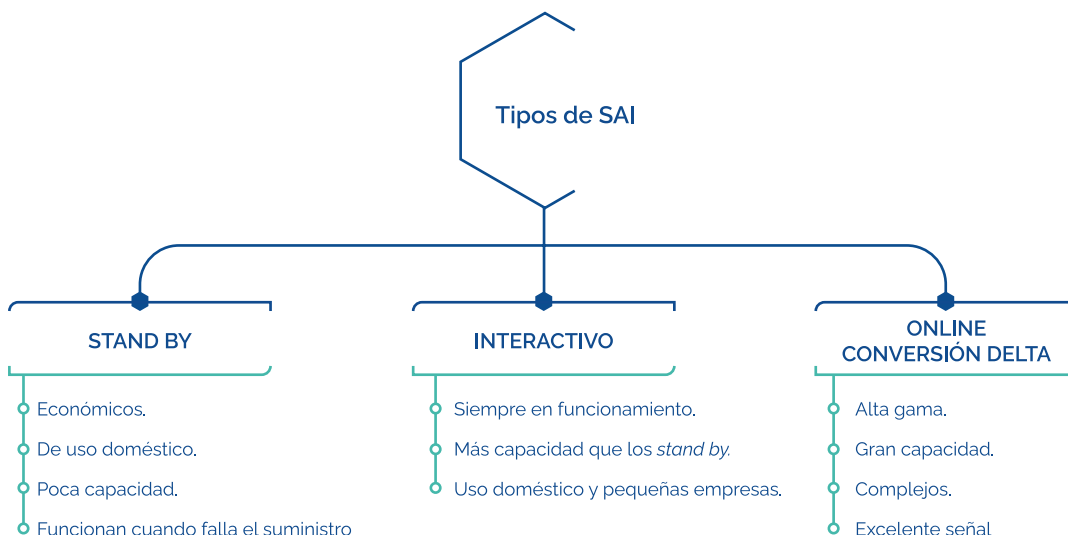 Tipos de SAI
STAND BY
Económicos.
De uso doméstico.
Poca capacidad.
Funcionan cuando falla el suministro
INTERACTIVO
Siempre en funcionamiento.
Más capacidad que los stand by.
Uso doméstico y pequeñas empresas.
ONLINE
CONVERSIÓN DELTA
Alta gama.
Gran capacidad.
Complejos.
Excelente señal